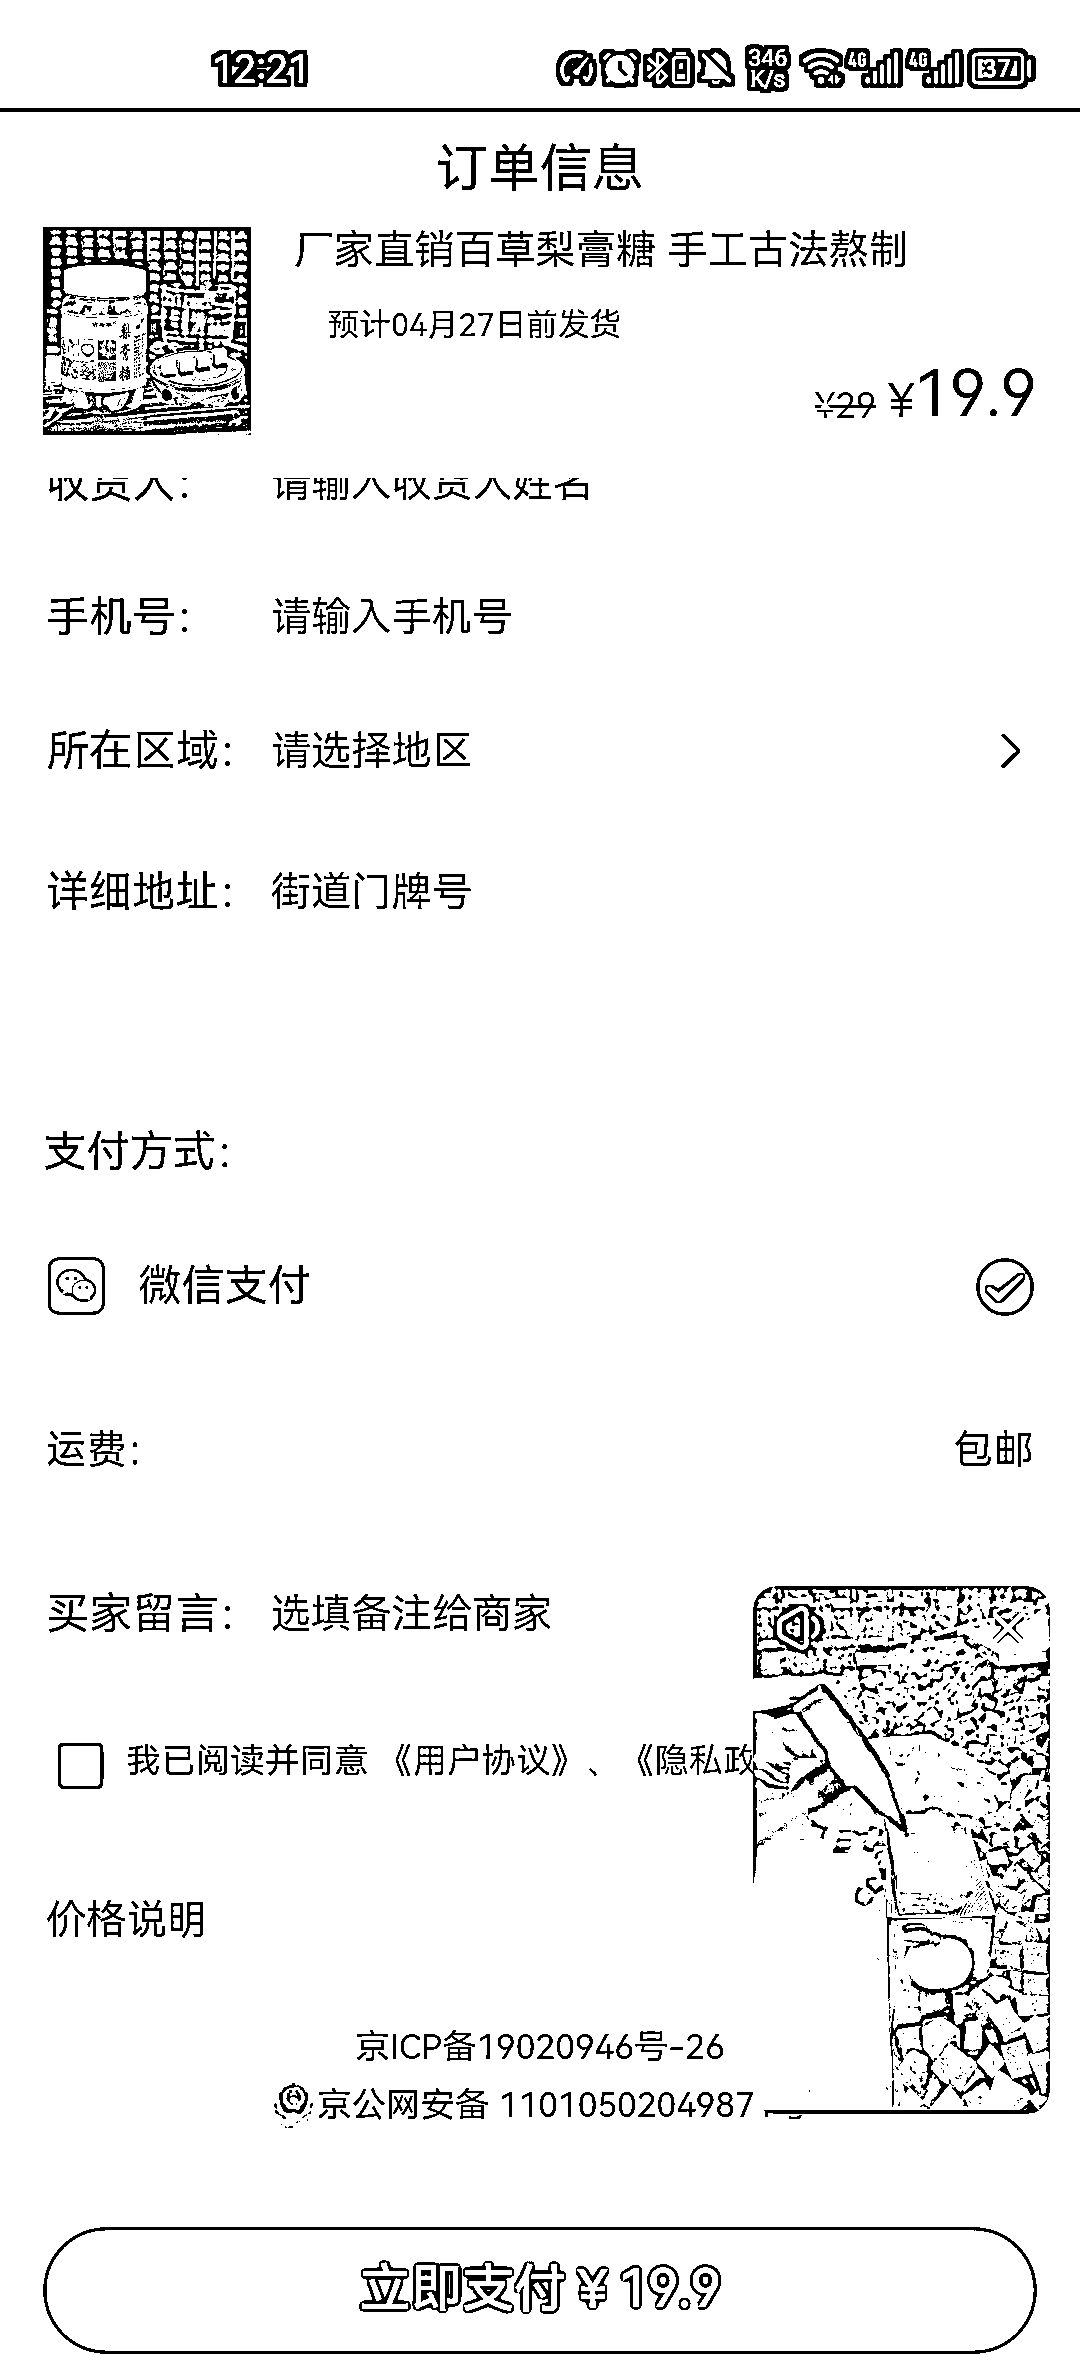 12:21 346 K/s 4G 4G 37
订单信息
厂家直销百草梨膏糖 手工古法熬制
预计04月27日前发货
¥29 ¥19.9
收货人： 请输入收货人姓名
手机号： 请输入手机号
所在区域： 请选择地区
详细地址： 街道门牌号
支付方式：
微信支付
运费： 包邮
买家留言： 选填备注给商家
我已阅读并同意 《用户协议》、 《隐私政
价格说明
京ICP备19020946号-26
京公网安备 1101050204987
立即支付 ¥ 19.9